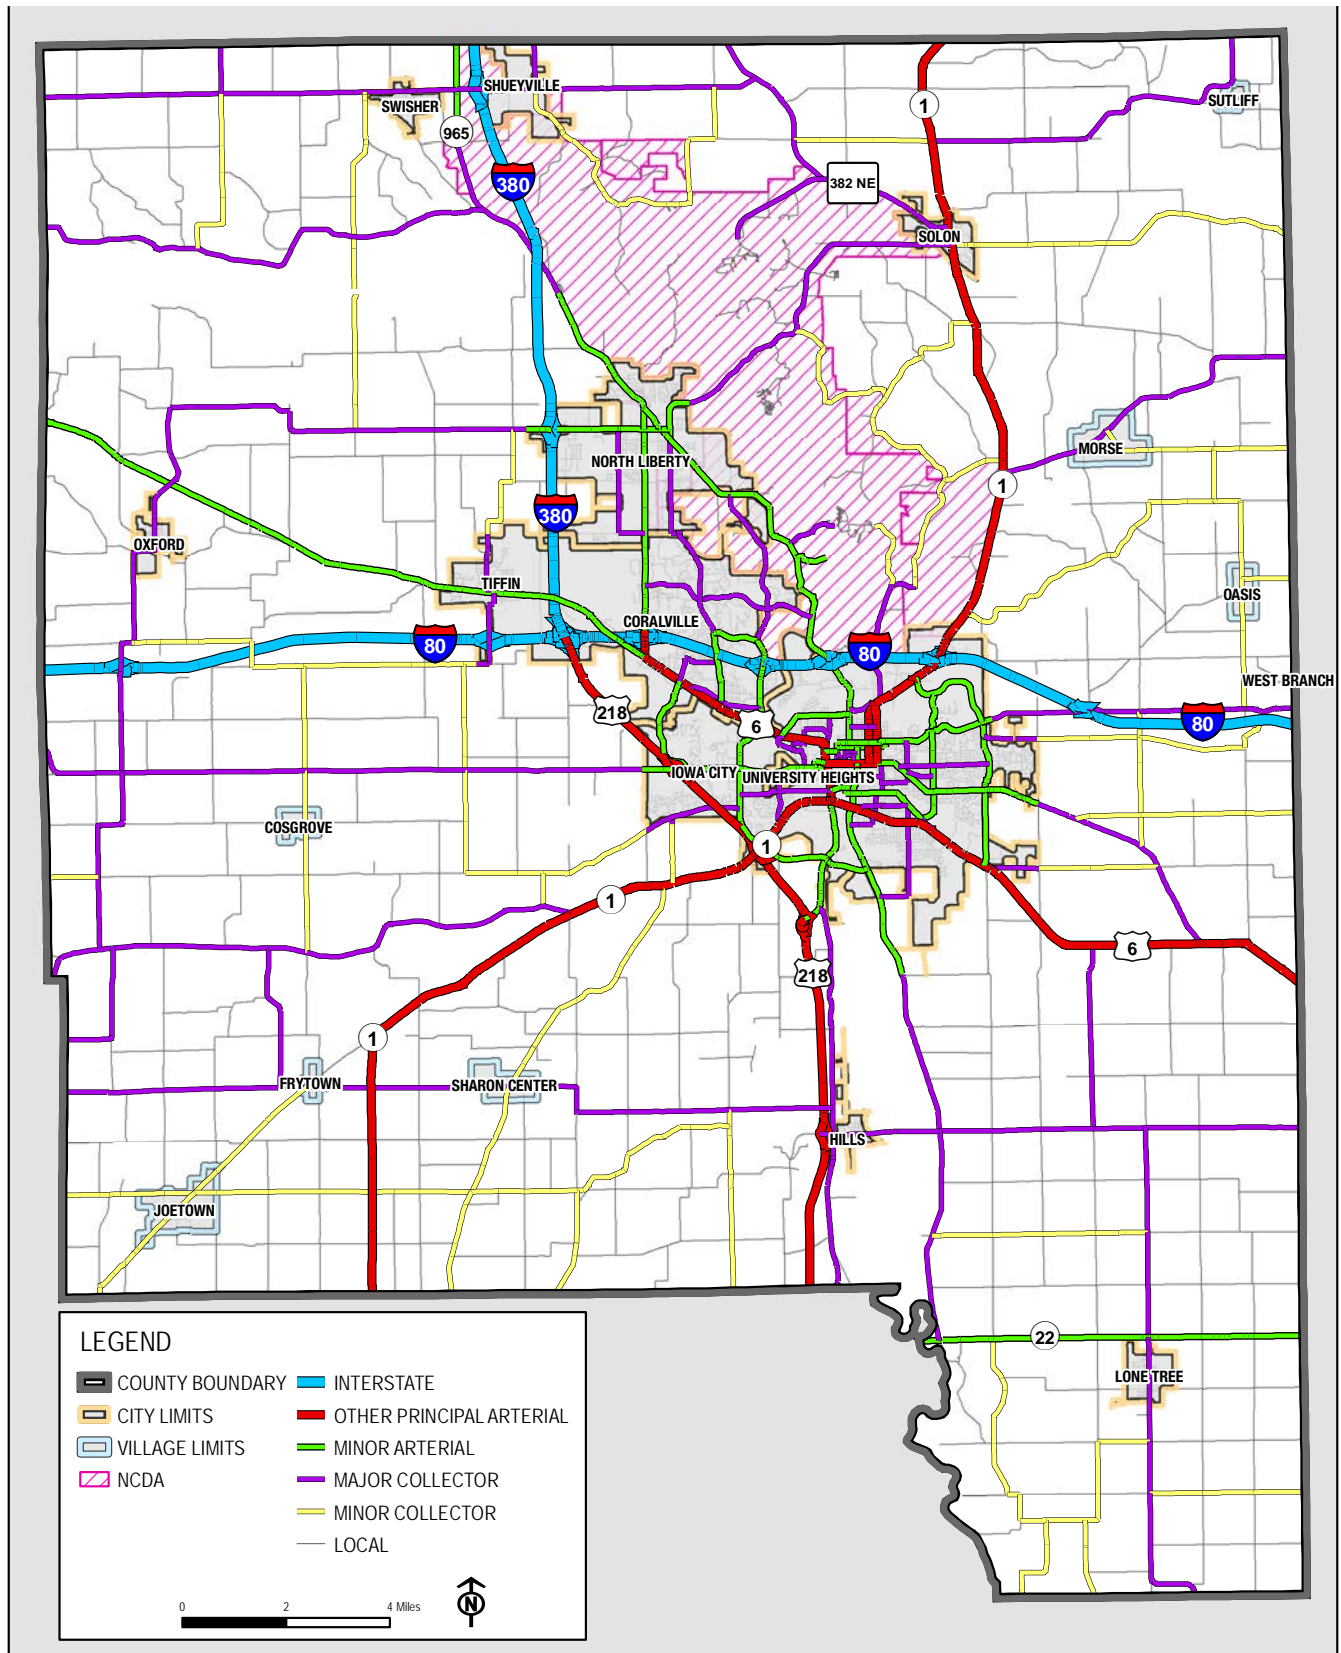 SHUEYVILLE
SWISHER
SUTLIFF
1
965
380
382 NE
SOLON
MORSE
NORTH LIBERTY
1
380
OXFORD
TIFFIN
OASIS
CORALVILLE
80
80
WEST BRANCH
218
6
80
IOWA CITY
UNIVERSITY HEIGHTS
COSGROVE
1
1
6
218
1
FRYTOWN
SHARON CENTER
HILLS
JOETOWN
22
LONE TREE
LEGEND
COUNTY BOUNDARY
CITY LIMITS
VILLAGE LIMITS
NCDA
INTERSTATE
OTHER PRINCIPAL ARTERIAL
MINOR ARTERIAL
MAJOR COLLECTOR
MINOR COLLECTOR
LOCAL
0 2 4 Miles
N